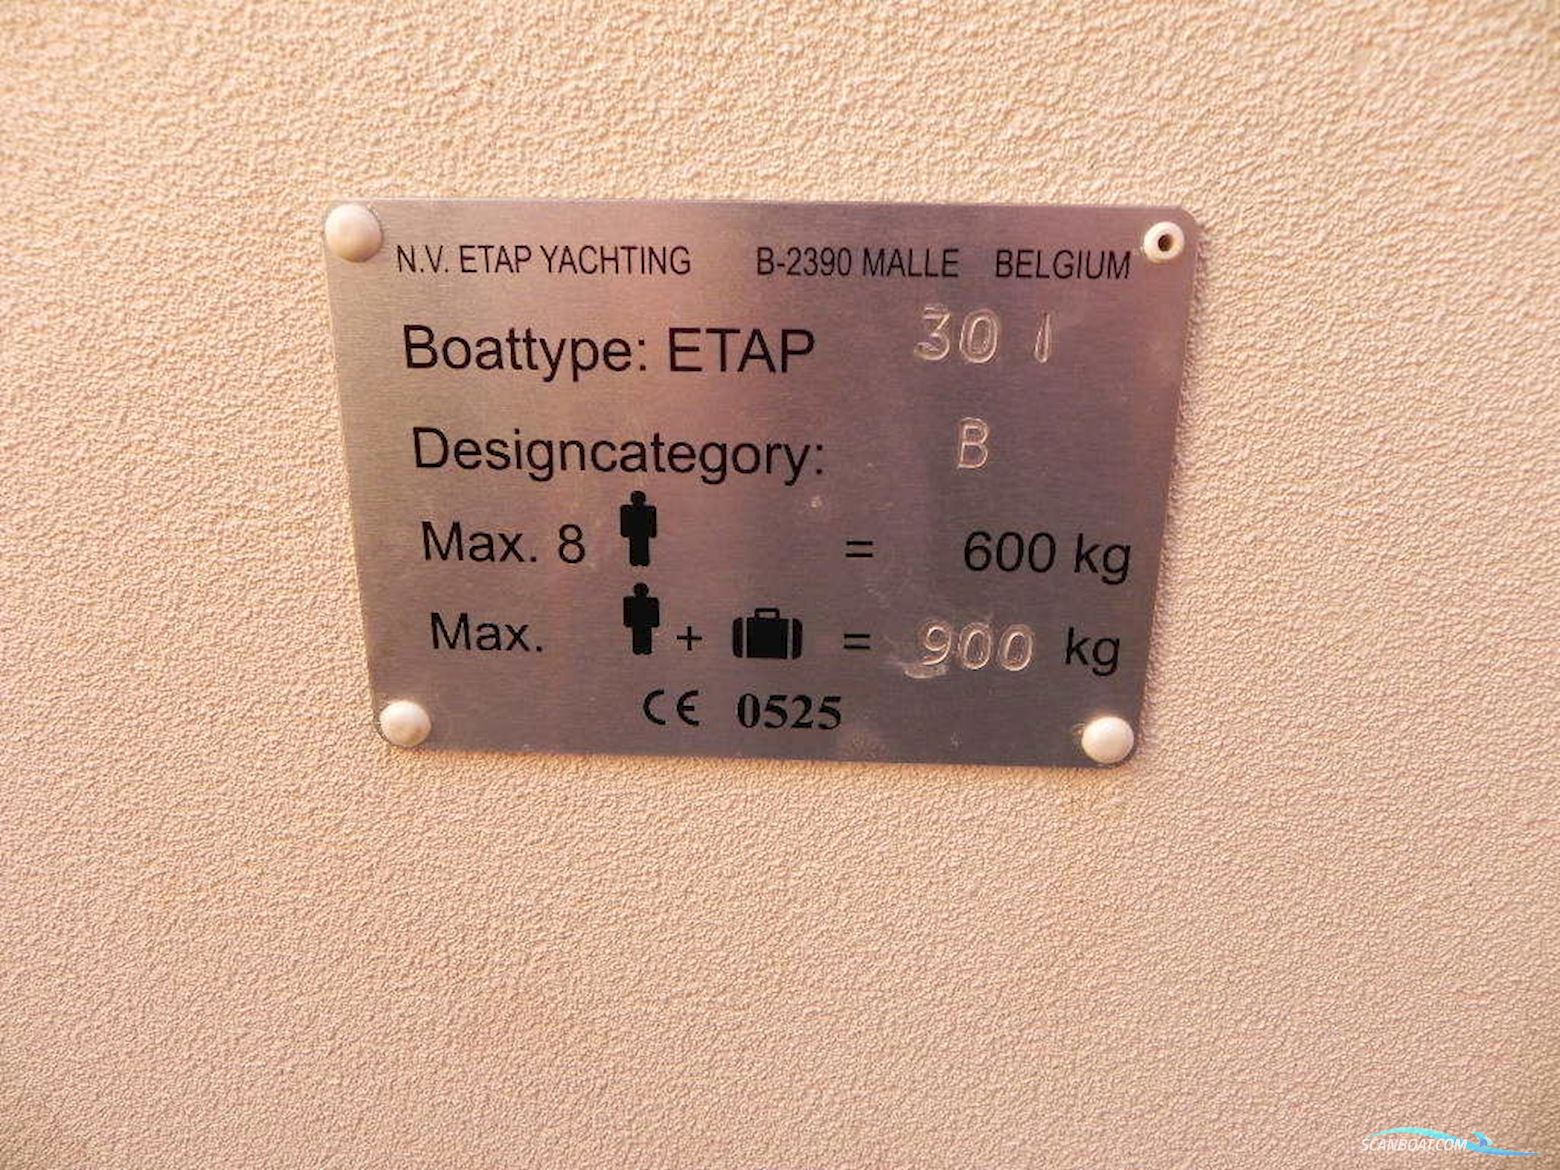 N.V. ETAP YACHTING B-2390 MALLE BELGIUM
Boattype: ETAP 30 I
Designcategory: B
Max. 8 = 600 kg
Max. + = 900 kg
CE 0525
SCANBOAT.COM